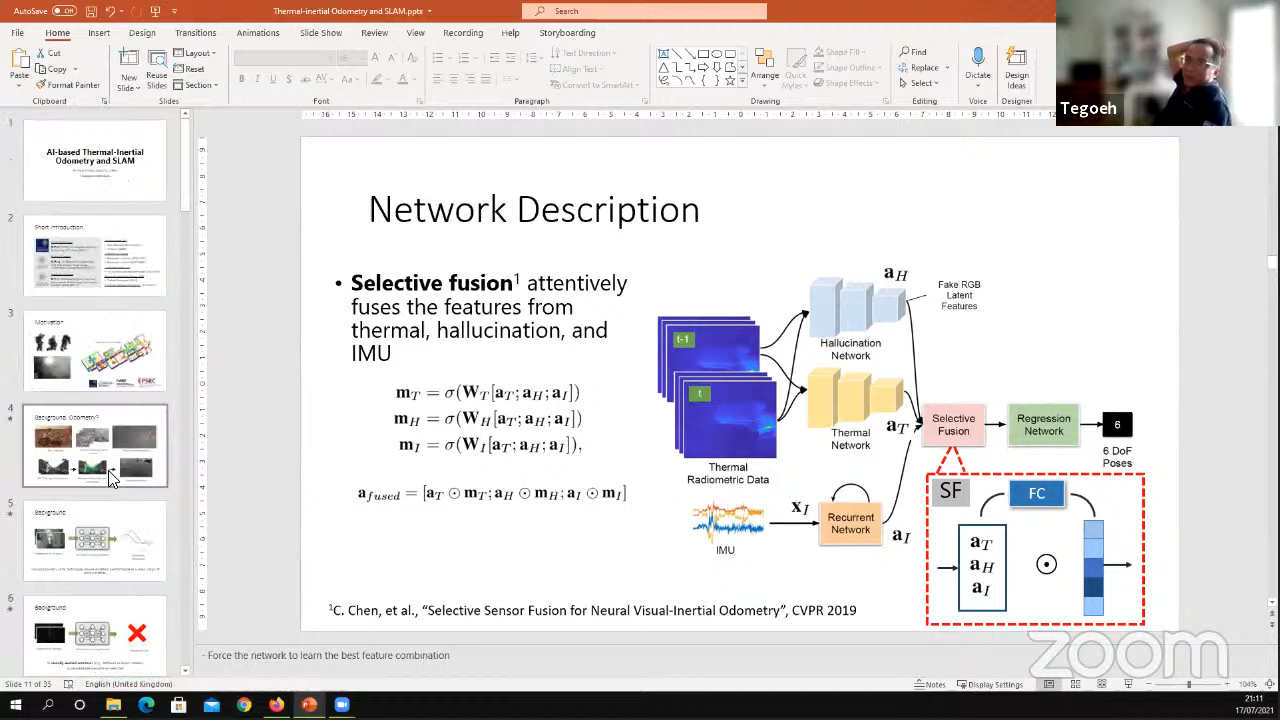 AutoSave Off
Thermal-inertial Odometry and SLAM.pptx
Search
File Home Insert Design Transitions Animations Slide Show Review View Help Storyboarding
Cut
Copy
Format Painter
Clipboard
New Slide
Reuse Slides
Layout
Reset
Section
Slides
Font
Text Direction
Align Text
Convert to SmartArt
Paragraph
Arrange
Quick Styles
Shape Fill
Shape Outline
Shape Effects
Drawing
Find
Replace
Select
Editing
Dictate
Voice
Design Ideas
Designer
Tegoeh
1
AI-based Thermal-Inertial
Odometry and SLAM
2
Short Introduction
3
Motivation
EPSRC
4
Background: Odometry?
5
Background
6
Background
Network Description
• Selective fusion1 attentively
fuses the features from
thermal, hallucination, and
IMU
m_T = σ(W_T[a_T; a_H; a_I])
m_H = σ(W_H[a_T; a_H; a_I])
m_I = σ(W_I[a_T; a_H; a_I]),
a_fused = [a_T ⊙ m_T; a_H ⊙ m_H; a_I ⊙ m_I]
a_H
Fake RGB
Latent
Features
Hallucination
Network
t-1
t
Thermal
Radiometric Data
Thermal
Network
a_T
Selective
Fusion
Regression
Network
6
6 DoF
Poses
IMU
x_I
Recurrent
Network
a_I
SF
FC
a_T
a_H
a_I
⊙
1C. Chen, et al., “Selective Sensor Fusion for Neural Visual-Inertial Odometry”, CVPR 2019
zoom
- Force the network to learn the best feature combination
Slide 11 of 35 English (United Kingdom) Notes Display Settings 104%
21:11
17/07/2021